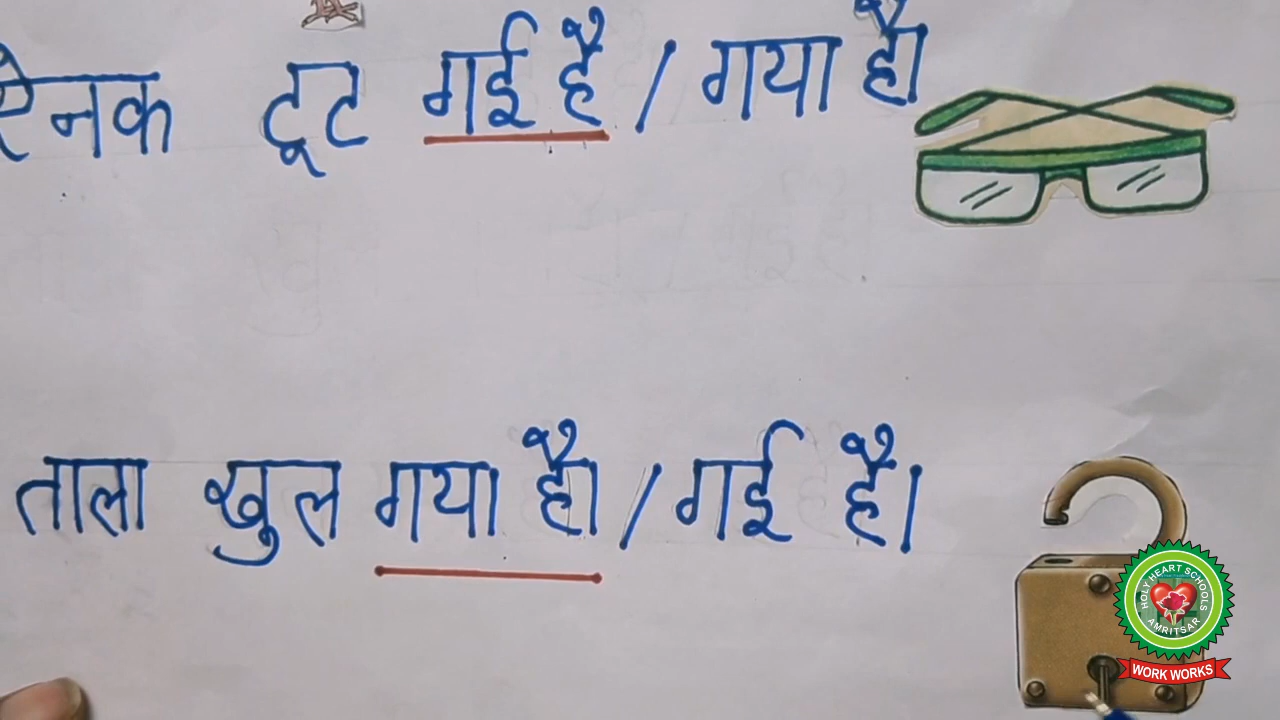 ऐनक टूट गई है / गया है।
ताला खुल गया है। / गई है।
HOLY HEART SCHOOLS
AMRITSAR
WORK WORKS